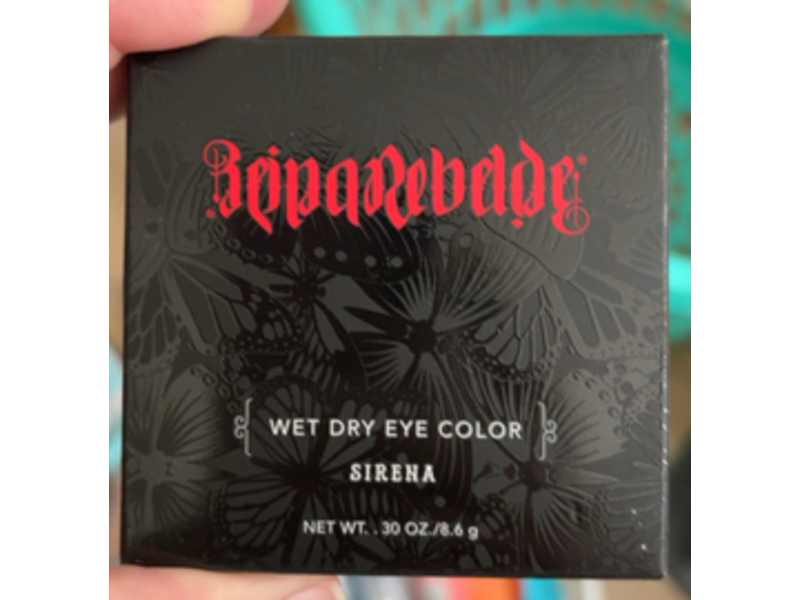 ReinaRebelde
WET DRY EYE COLOR
SIRENA
NET WT. .30 OZ./8.6 g